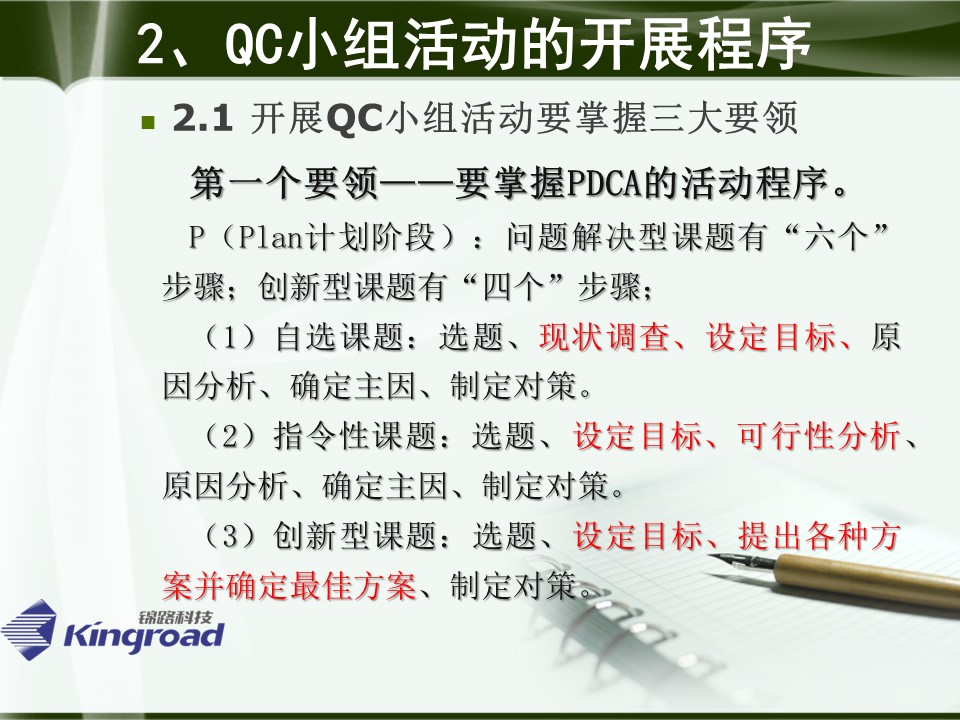 2、QC小组活动的开展程序
2.1 开展QC小组活动要掌握三大要领
第一个要领——要掌握PDCA的活动程序。
P（Plan计划阶段）：问题解决型课题有“六个”
步骤；创新型课题有“四个”步骤；
（1）自选课题：选题、现状调查、设定目标、原
因分析、确定主因、制定对策。
（2）指令性课题：选题、设定目标、可行性分析、
原因分析、确定主因、制定对策。
（3）创新型课题：选题、设定目标、提出各种方
案并确定最佳方案、制定对策。
锦路科技
Kingroad